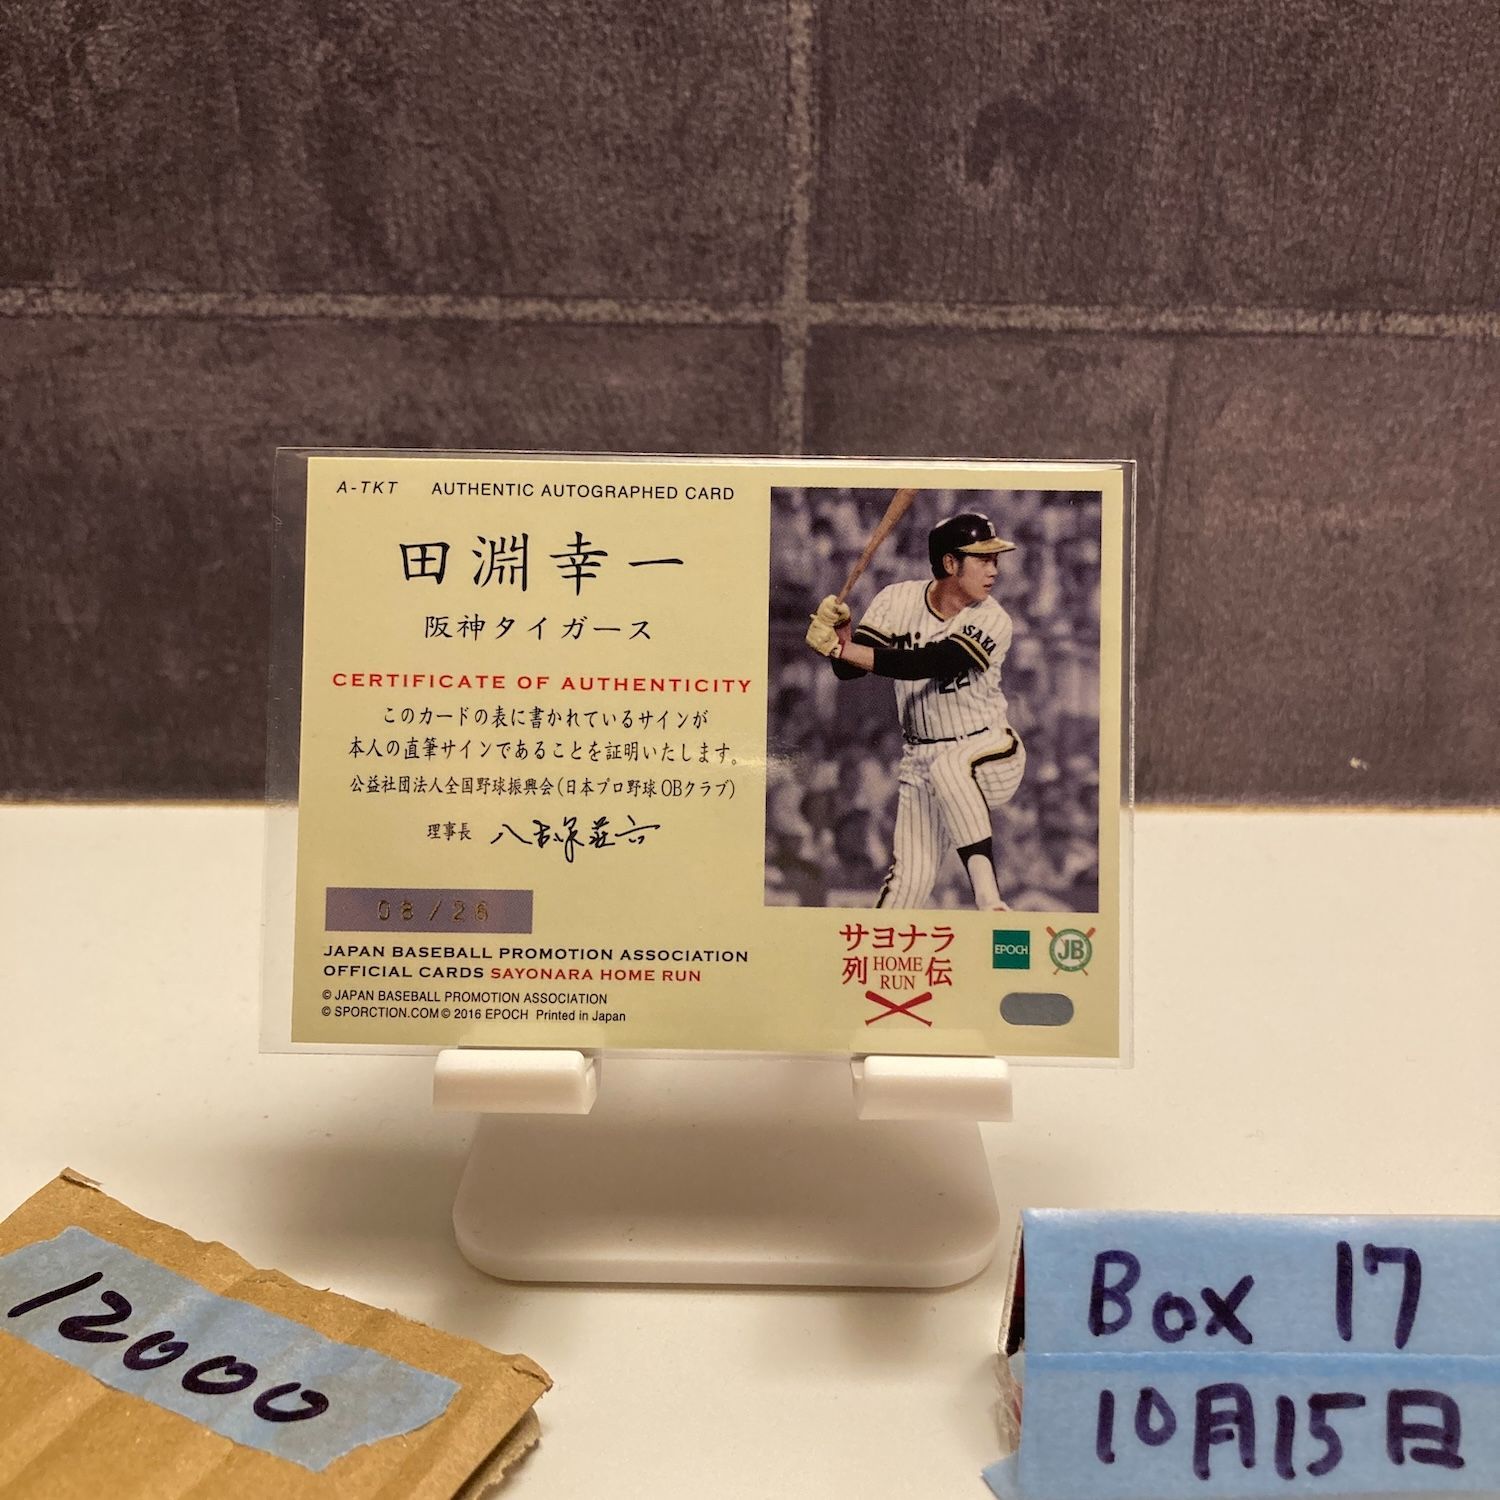 A-TKT AUTHENTIC AUTOGRAPHED CARD
田淵幸一
阪神タイガース
CERTIFICATE OF AUTHENTICITY
このカードの表に書かれているサインが
本人の直筆サインであることを証明いたします。
公益社団法人全国野球振興会(日本プロ野球OBクラブ)
理事長 八木沢荘六
08/26
JAPAN BASEBALL PROMOTION ASSOCIATION
OFFICIAL CARDS SAYONARA HOME RUN
© JAPAN BASEBALL PROMOTION ASSOCIATION
© SPORCTION.COM © 2016 EPOCH Printed in Japan
22
サヨナラ
列 HOME RUN 伝
EPOCH
JB
12000
Box 17
10月15日